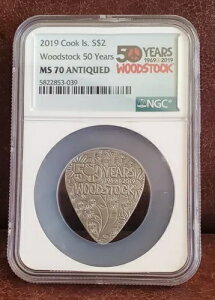 2019 Cook Is. S$2
Woodstock 50 Years
MS 70 ANTIQUED
5822853-039
50 YEARS
1969-2019
WOODSTOCK
NGC
50 YEARS
1969-2019
WOODSTOCK